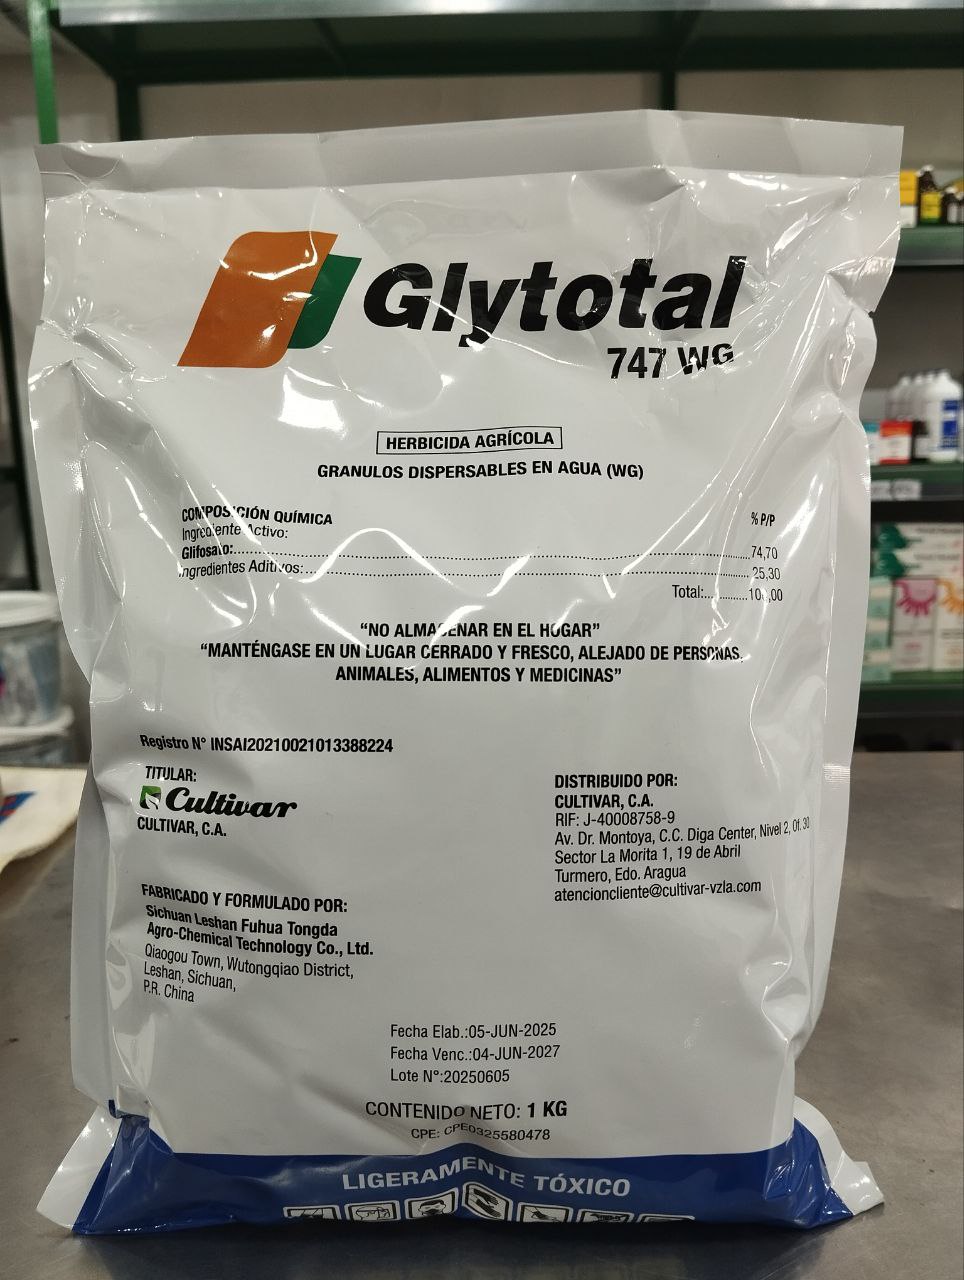 Glytotal
747 WG
HERBICIDA AGRÍCOLA
GRANULOS DISPERSABLES EN AGUA (WG)
COMPOSICIÓN QUÍMICA % P/P
Ingrediente Activo:
Glifosato:..........74,70
Ingredientes Aditivos:..........25,30
Total:..........100,00
“NO ALMACENAR EN EL HOGAR”
“MANTÉNGASE EN UN LUGAR CERRADO Y FRESCO, ALEJADO DE PERSONAS,
ANIMALES, ALIMENTOS Y MEDICINAS”
Registro N° INSAI20210021013388224
TITULAR:
Cultivar
CULTIVAR, C.A.
DISTRIBUIDO POR:
CULTIVAR, C.A.
RIF: J-40008758-9
Av. Dr. Montoya, C.C. Diga Center, Nivel 2, Of. 30
Sector La Morita 1, 19 de Abril
Turmero, Edo. Aragua
atencioncliente@cultivar-vzla.com
FABRICADO Y FORMULADO POR:
Sichuan Leshan Fuhua Tongda
Agro-Chemical Technology Co., Ltd.
Qiaogou Town, Wutongqiao District,
Leshan, Sichuan,
P.R. China
Fecha Elab.:05-JUN-2025
Fecha Venc.:04-JUN-2027
Lote N°:20250605
CONTENIDO NETO: 1 KG
CPE: CPE0325580478
LIGERAMENTE TÓXICO